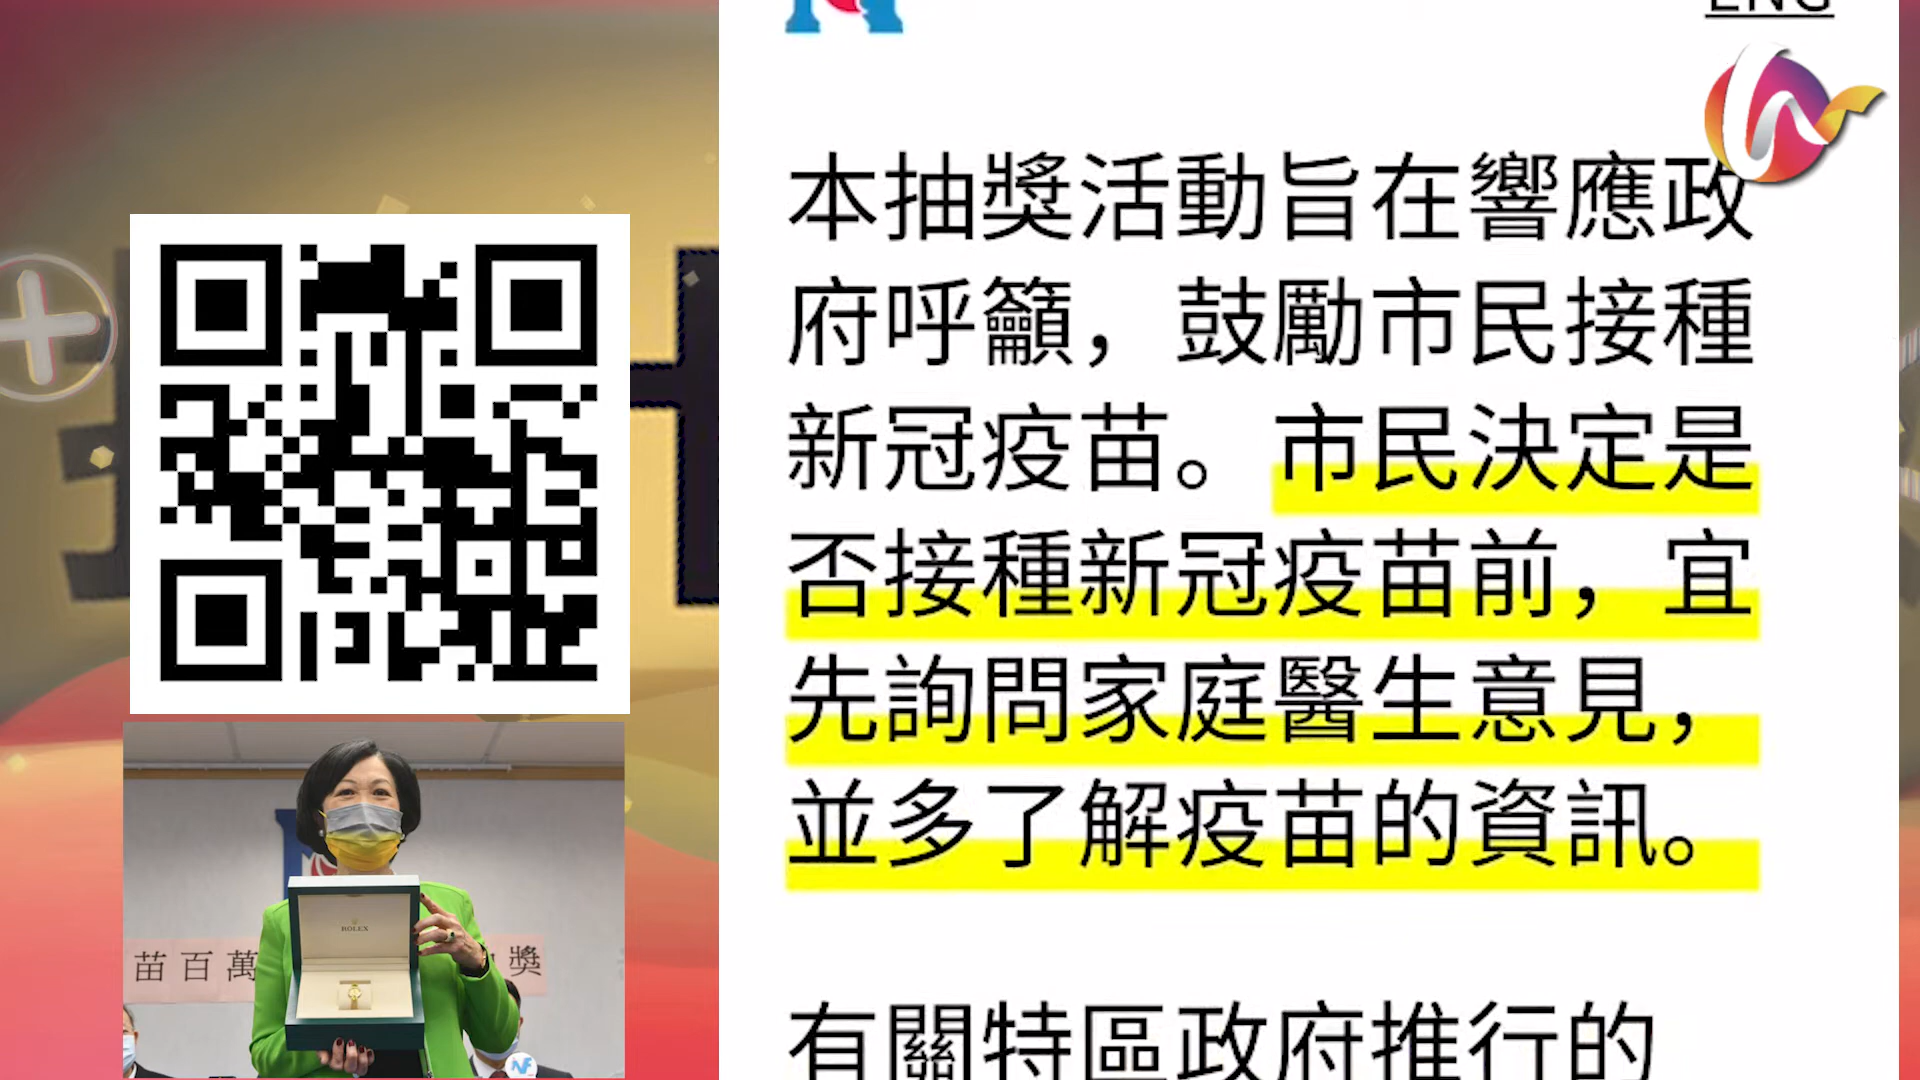 ENG
本抽獎活動旨在響應政
府呼籲，鼓勵市民接種
新冠疫苗。市民決定是
否接種新冠疫苗前，宜
先詢問家庭醫生意見，
並多了解疫苗的資訊。
有關特區政府推行的
ROLEX
苗百萬
獎